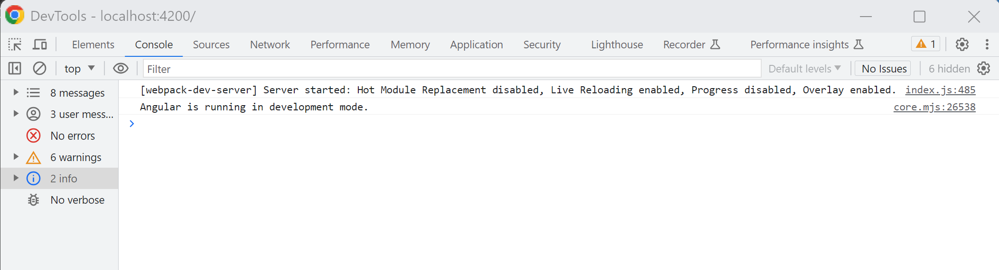 DevTools - localhost:4200/
Elements Console Sources Network Performance Memory Application Security Lighthouse Recorder Performance insights 1
top Filter Default levels No Issues 6 hidden
8 messages
3 user mess...
No errors
6 warnings
2 info
No verbose
[webpack-dev-server] Server started: Hot Module Replacement disabled, Live Reloading enabled, Progress disabled, Overlay enabled. index.js:485
Angular is running in development mode. core.mjs:26538